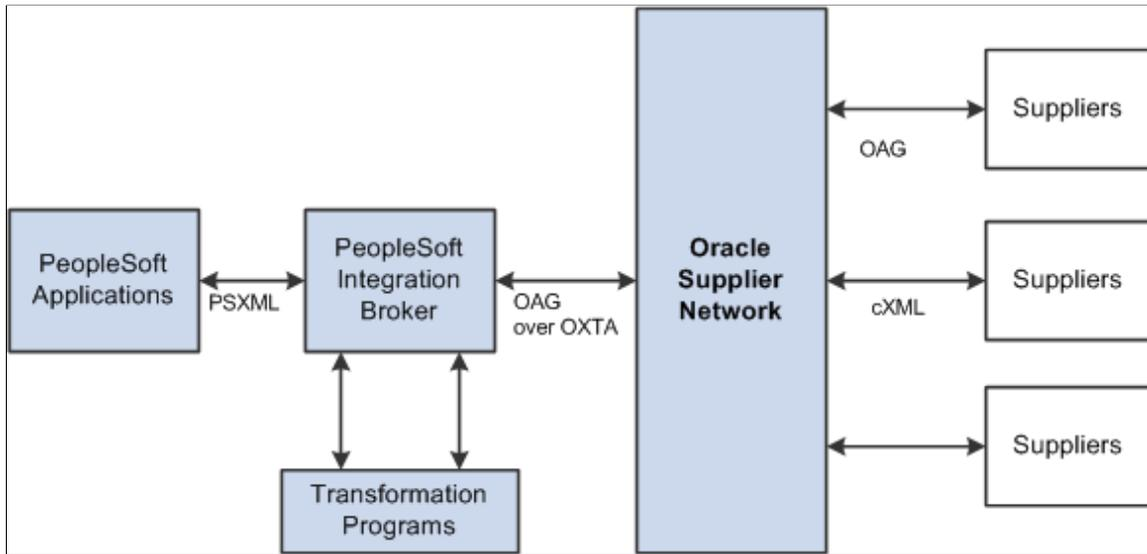 PeopleSoft
Applications
PSXML
PeopleSoft
Integration
Broker
OAG
over OXTA
Transformation
Programs
Oracle
Supplier
Network
OAG
Suppliers
cXML
Suppliers
Suppliers